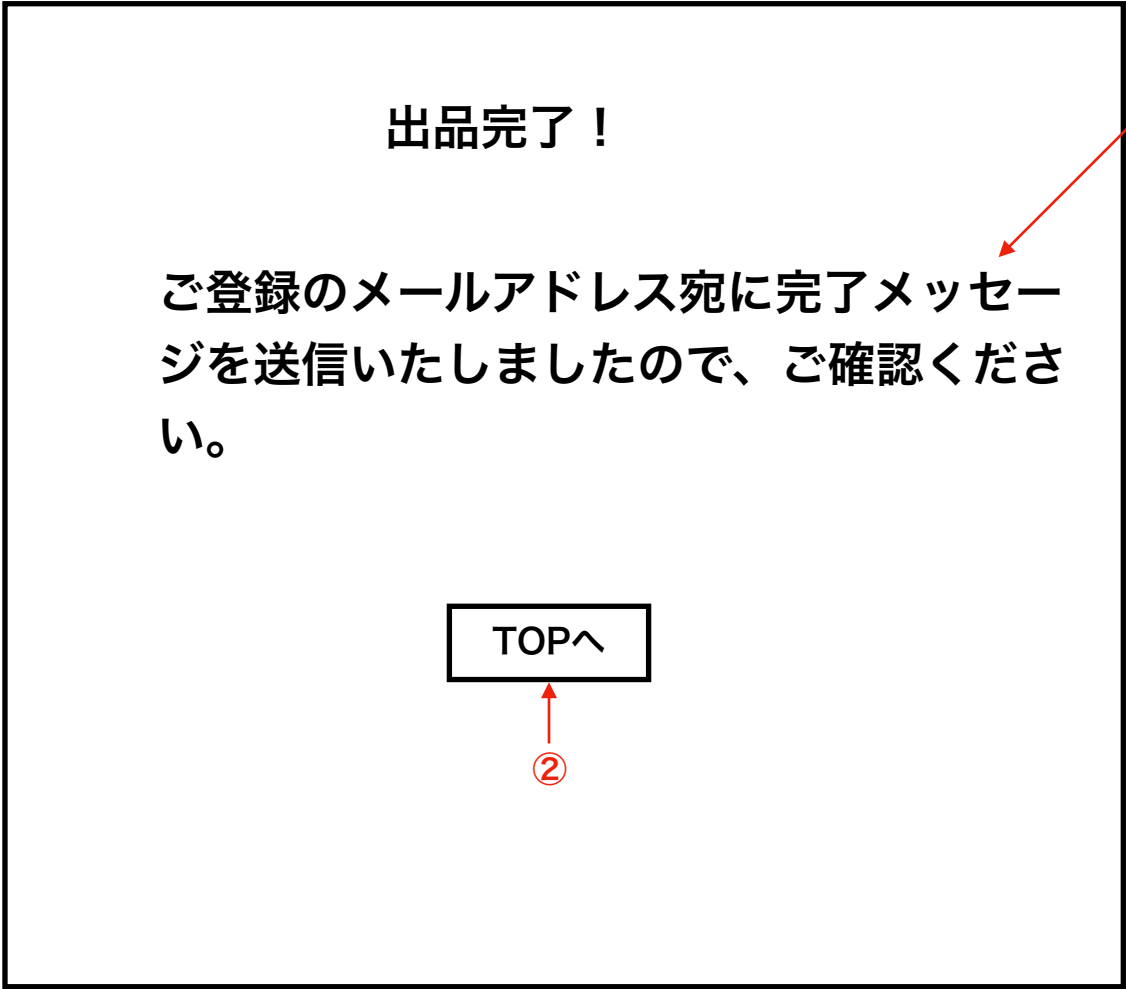 出品完了！
ご登録のメールアドレス宛に完了メッセー
ジを送信いたしましたので、ご確認くださ
い。
TOPへ
②